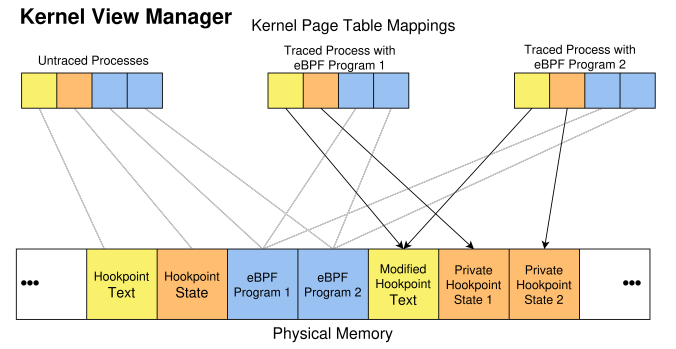 Kernel View Manager
Kernel Page Table Mappings
Untraced Processes
Traced Process with
eBPF Program 1
Traced Process with
eBPF Program 2
•••
Hookpoint
Text
Hookpoint
State
eBPF
Program 1
eBPF
Program 2
Modified
Hookpoint
Text
Private
Hookpoint
State 1
Private
Hookpoint
State 2
•••
Physical Memory